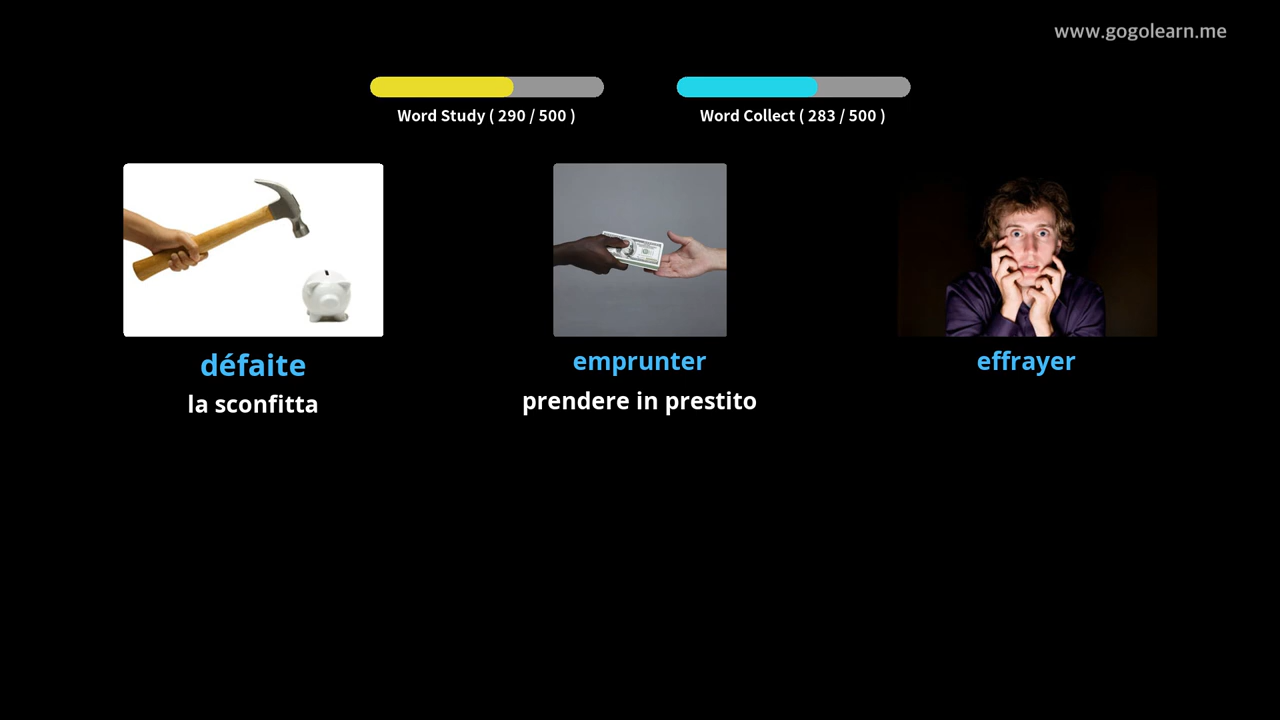 www.gogolearn.me
Word Study ( 290 / 500 )
Word Collect ( 283 / 500 )
défaite
la sconfitta
emprunter
prendere in prestito
effrayer